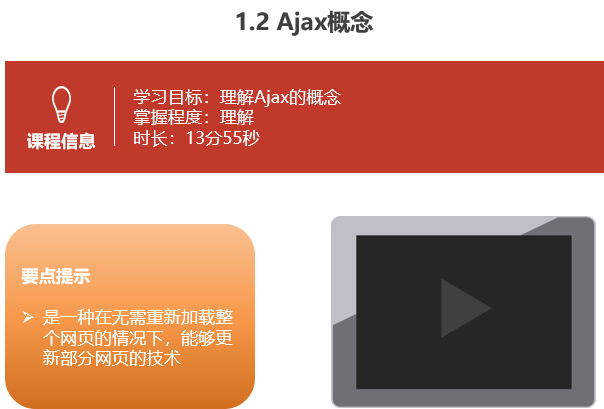 1.2 Ajax概念
学习目标：理解Ajax的概念
掌握程度：理解
时长：13分55秒
课程信息
要点提示
➢ 是一种在无需重新加载整
个网页的情况下，能够更
新部分网页的技术